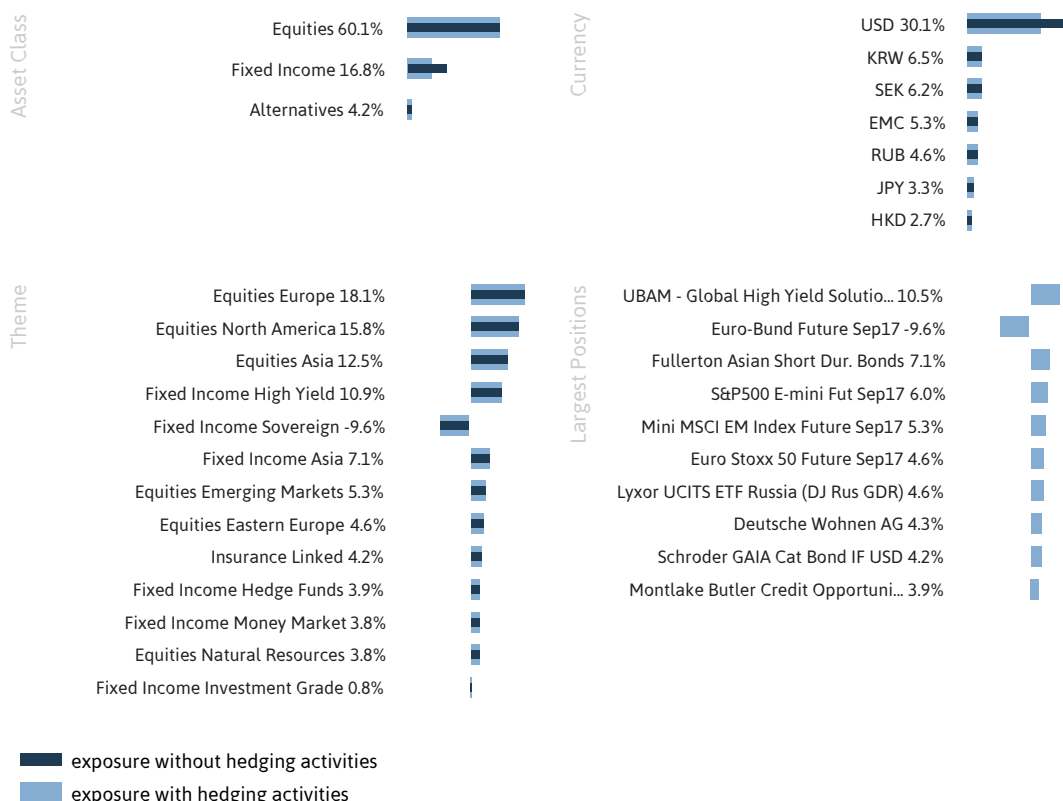 Asset Class
Equities 60.1%
Fixed Income 16.8%
Alternatives 4.2%
Currency
USD 30.1%
KRW 6.5%
SEK 6.2%
EMC 5.3%
RUB 4.6%
JPY 3.3%
HKD 2.7%
Theme
Equities Europe 18.1%
Equities North America 15.8%
Equities Asia 12.5%
Fixed Income High Yield 10.9%
Fixed Income Sovereign -9.6%
Fixed Income Asia 7.1%
Equities Emerging Markets 5.3%
Equities Eastern Europe 4.6%
Insurance Linked 4.2%
Fixed Income Hedge Funds 3.9%
Fixed Income Money Market 3.8%
Equities Natural Resources 3.8%
Fixed Income Investment Grade 0.8%
Largest Positions
UBAM - Global High Yield Solutio... 10.5%
Euro-Bund Future Sep17 -9.6%
Fullerton Asian Short Dur. Bonds 7.1%
S&P500 E-mini Fut Sep17 6.0%
Mini MSCI EM Index Future Sep17 5.3%
Euro Stoxx 50 Future Sep17 4.6%
Lyxor UCITS ETF Russia (DJ Rus GDR) 4.6%
Deutsche Wohnen AG 4.3%
Schroder GAIA Cat Bond IF USD 4.2%
Montlake Butler Credit Opportuni... 3.9%
exposure without hedging activities
exposure with hedging activities